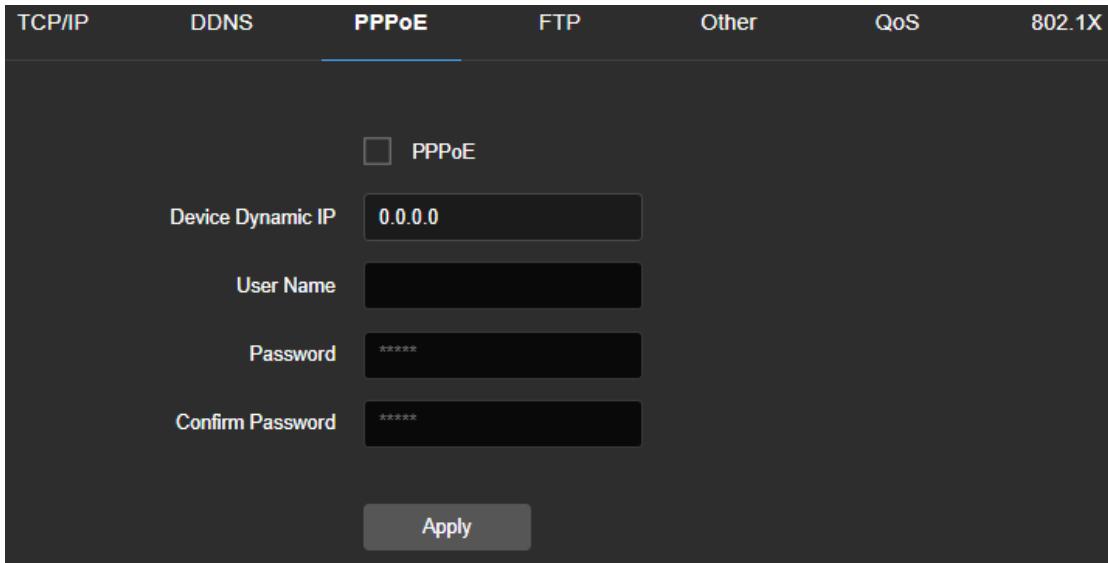 TCP/IP DDNS PPPoE FTP Other QoS 802.1X
PPPoE
Device Dynamic IP 0.0.0.0
User Name
Password *****
Confirm Password *****
Apply